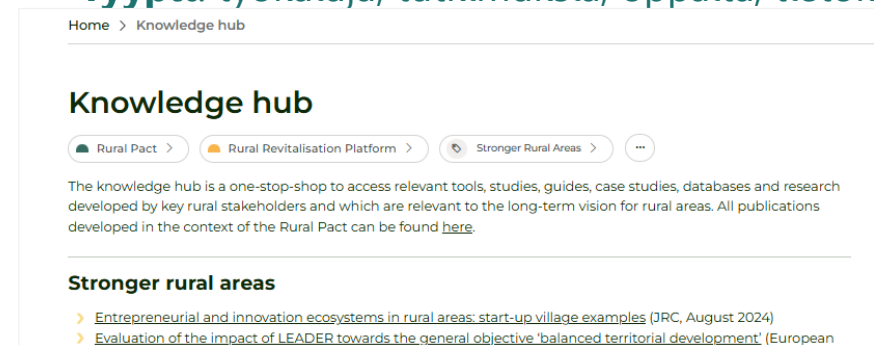 työkaluja, tutkimuksia, oppaita,
Home > Knowledge hub
Knowledge hub
Rural Pact > Rural Revitalisation Platform > Stronger Rural Areas > ...
The knowledge hub is a one-stop-shop to access relevant tools, studies, guides, case studies, databases and research
developed by key rural stakeholders and which are relevant to the long-term vision for rural areas. All publications
developed in the context of the Rural Pact can be found here.
Stronger rural areas
Entrepreneurial and innovation ecosystems in rural areas: start-up village examples (JRC, August 2024)
Evaluation of the impact of LEADER towards the general objective ‘balanced territorial development’ (European